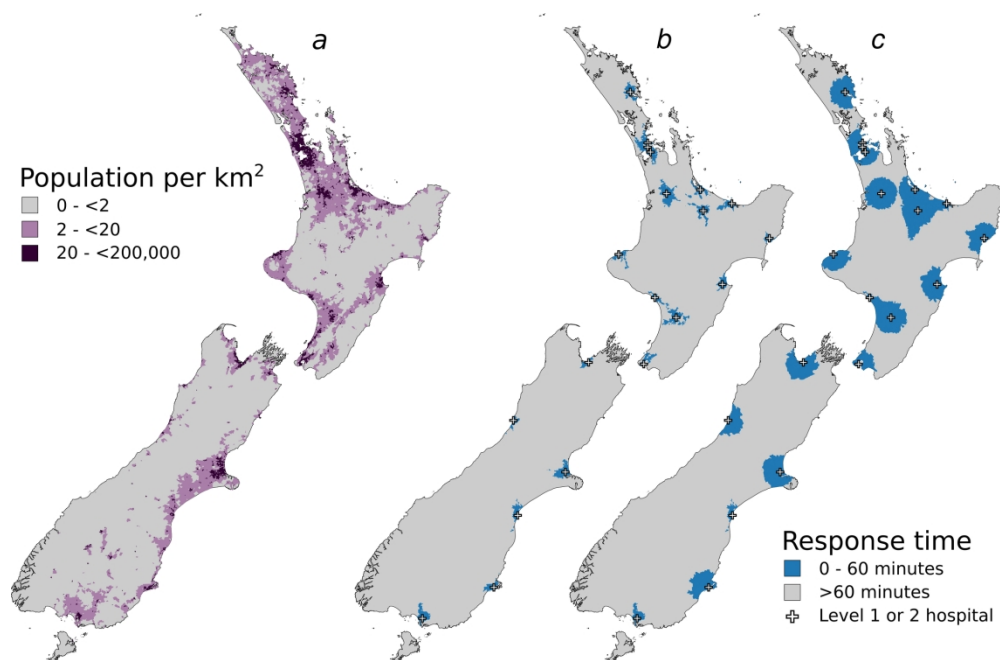 a
b
c
Population per km²
0 - <2
2 - <20
20 - <200,000
Response time
0 - 60 minutes
>60 minutes
Level 1 or 2 hospital